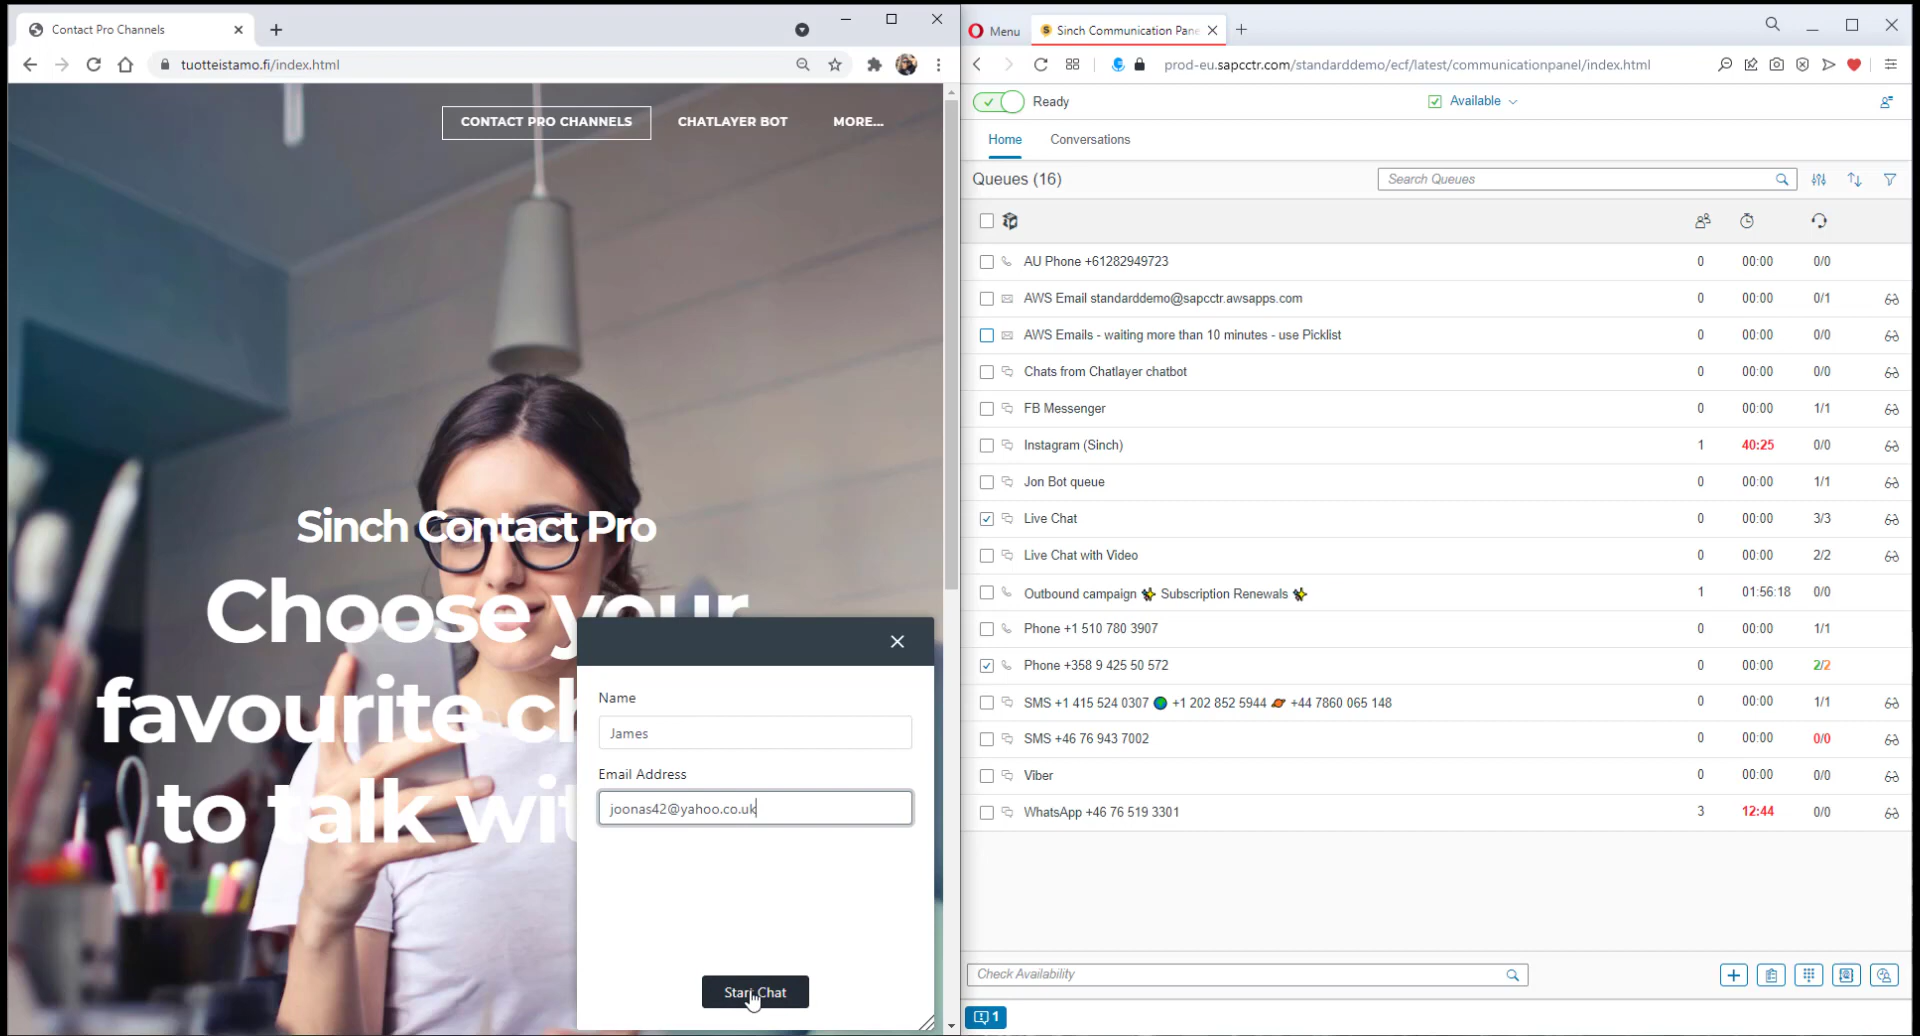 Contact Pro Channels
tuotteistamo.fi/index.html
CONTACT PRO CHANNELS
CHATLAYER BOT
MORE...
Sinch Contact Pro
Choose your
favourite ch
to talk wit
Name
James
Email Address
joonas42@yahoo.co.uk
Start Chat
Menu
Sinch Communication Pane
prod-eu.sapcctr.com/standarddemo/ecf/latest/communicationpanel/index.html
Ready
Available
Home
Conversations
Queues (16)
Search Queues
AU Phone +61282949723 0 00:00 0/0
AWS Email standarddemo@sapcctr.awsapps.com 0 00:00 0/1
AWS Emails - waiting more than 10 minutes - use Picklist 0 00:00 0/0
Chats from Chatlayer chatbot 0 00:00 0/0
FB Messenger 0 00:00 1/1
Instagram (Sinch) 1 40:25 0/0
Jon Bot queue 0 00:00 1/1
Live Chat 0 00:00 3/3
Live Chat with Video 0 00:00 2/2
Outbound campaign Subscription Renewals 1 01:56:18 0/0
Phone +1 510 780 3907 0 00:00 1/1
Phone +358 9 425 50 572 0 00:00 2/2
SMS +1 415 524 0307 +1 202 852 5944 +44 7860 065 148 0 00:00 1/1
SMS +46 76 943 7002 0 00:00 0/0
Viber 0 00:00 0/0
WhatsApp +46 76 519 3301 3 12:44 0/0
Check Availability
1